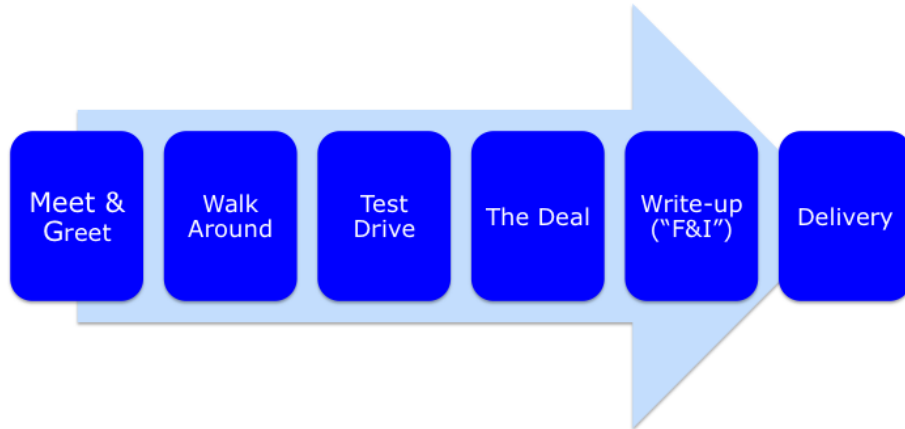 Meet &
Greet
Walk
Around
Test
Drive
The Deal
Write-up
(“F&I”)
Delivery